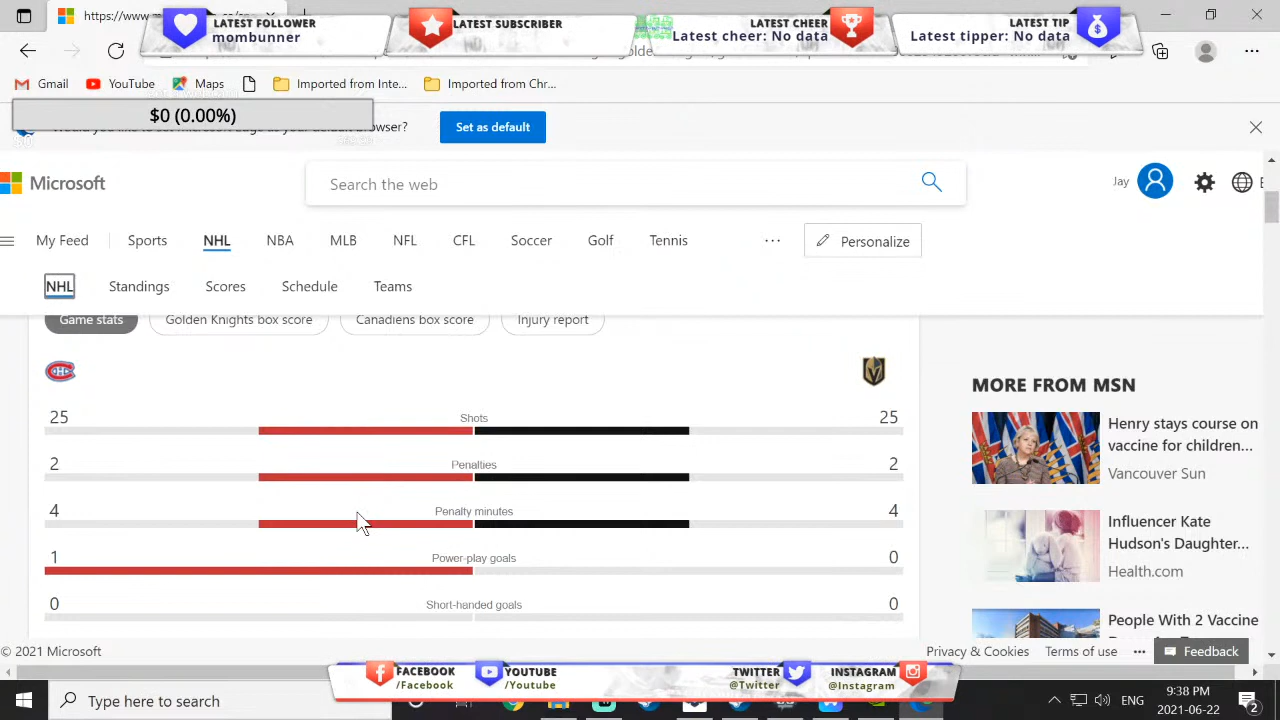 https://www.
LATEST FOLLOWER
mombunner
LATEST SUBSCRIBER
LATEST CHEER
Latest cheer: No data
LATEST TIP
Latest tipper: No data
Gmail
YouTube
Maps
Imported from Inte...
Imported from Chr...
$0 (0.00%)
browser?
Set as default
Microsoft
Search the web
Jay
My Feed
Sports
NHL
NBA
MLB
NFL
CFL
Soccer
Golf
Tennis
Personalize
NHL
Standings
Scores
Schedule
Teams
Game stats
Golden Knights box score
Canadiens box score
Injury report
MORE FROM MSN
25 Shots 25
2 Penalties 2
4 Penalty minutes 4
1 Power-play goals 0
0 Short-handed goals 0
Henry stays course on
vaccine for children...
Vancouver Sun
Influencer Kate
Hudson's Daughter...
Health.com
People With 2 Vaccine
© 2021 Microsoft
Privacy & Cookies
Terms of use
Feedback
FACEBOOK
/Facebook
YOUTUBE
/Youtube
TWITTER
@Twitter
INSTAGRAM
@Instagram
Type here to search
ENG
9:38 PM
2021-06-22
2